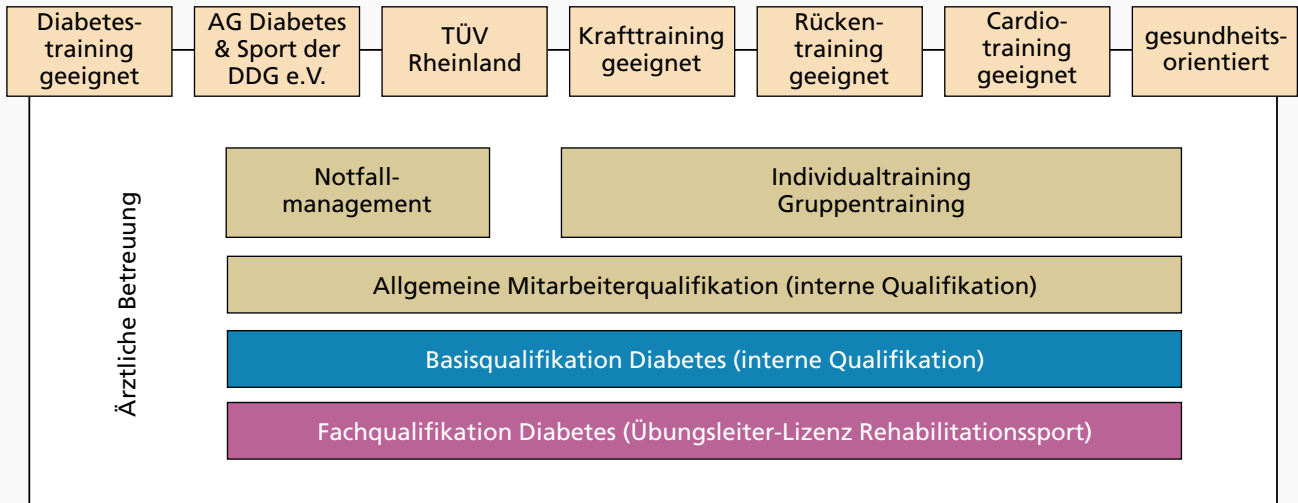 Diabetes-
training
geeignet
AG Diabetes
& Sport der
DDG e.V.
TÜV
Rheinland
Krafttraining
geeignet
Rücken-
training
geeignet
Cardio-
training
geeignet
gesundheits-
orientiert
Ärztliche Betreuung
Notfall-
management
Individualtraining
Gruppentraining
Allgemeine Mitarbeiterqualifikation (interne Qualifikation)
Basisqualifikation Diabetes (interne Qualifikation)
Fachqualifikation Diabetes (Übungsleiter-Lizenz Rehabilitationssport)